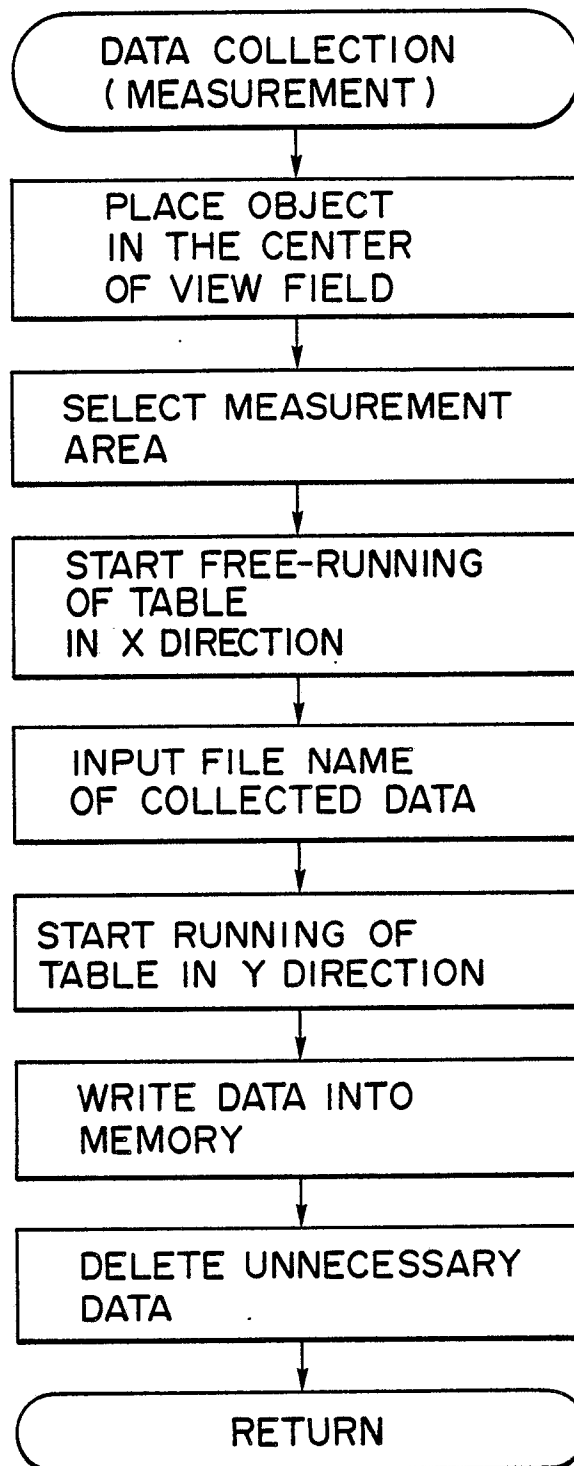 DATA COLLECTION
(MEASUREMENT)
PLACE OBJECT
IN THE CENTER
OF VIEW FIELD
SELECT MEASUREMENT
AREA
START FREE-RUNNING
OF TABLE
IN X DIRECTION
INPUT FILE NAME
OF COLLECTED DATA
START RUNNING OF
TABLE IN Y DIRECTION
WRITE DATA INTO
MEMORY
DELETE UNNECESSARY
DATA
RETURN